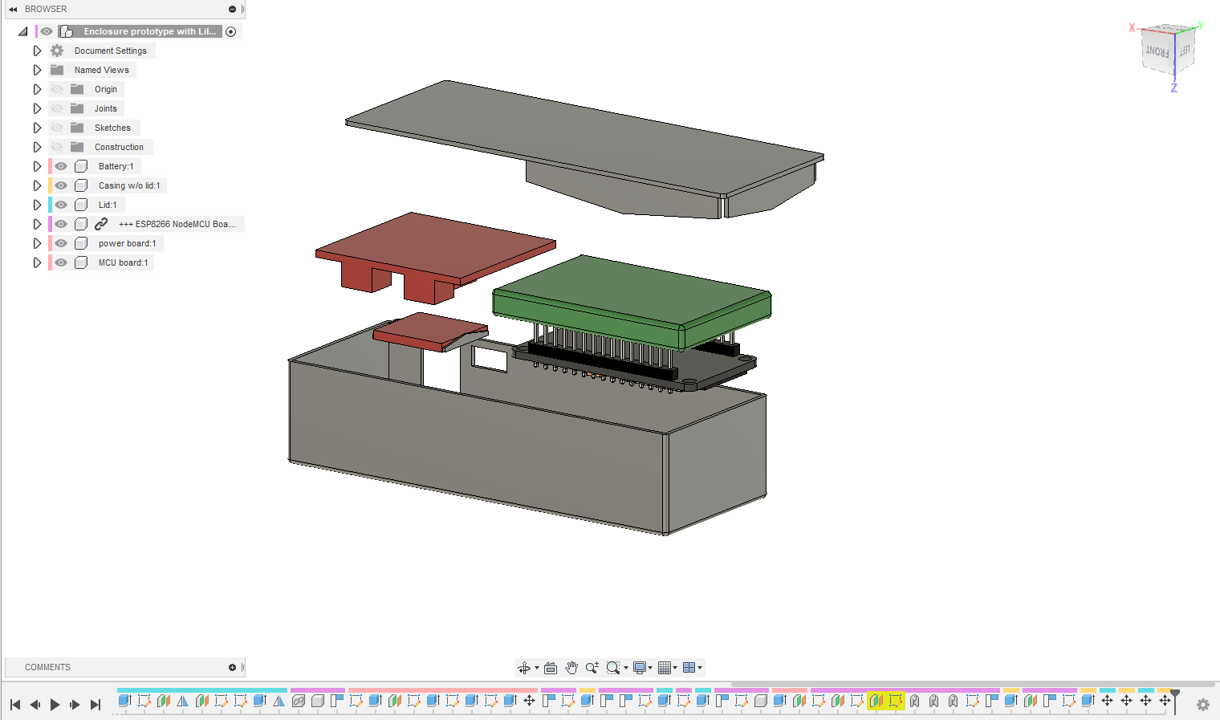 BROWSER
Enclosure prototype with Lil...
Document Settings
Named Views
Origin
Joints
Sketches
Construction
Battery:1
Casing w/o lid:1
Lid:1
+++ ESP8266 NodeMCU Boa...
power board:1
MCU board:1
X
Y
FRONT
LEFT
Z
COMMENTS